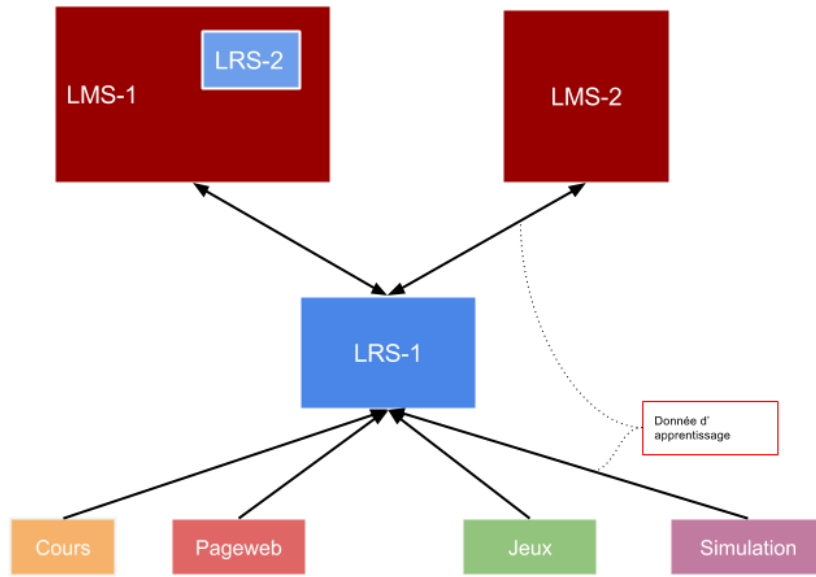 LRS-2
LMS-1
LMS-2
LRS-1
Donnée d'
apprentissage
Cours
Pageweb
Jeux
Simulation